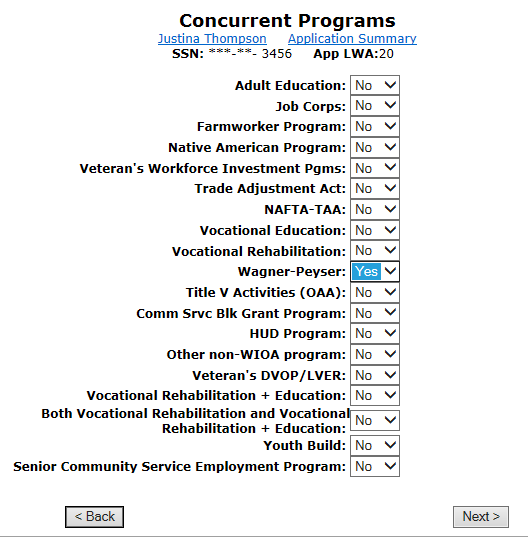 Concurrent Programs
Justina Thompson Application Summary
SSN: ***-**- 3456 App LWA:20
Adult Education: No
Job Corps: No
Farmworker Program: No
Native American Program: No
Veteran's Workforce Investment Pgms: No
Trade Adjustment Act: No
NAFTA-TAA: No
Vocational Education: No
Vocational Rehabilitation: No
Wagner-Peyser: Yes
Title V Activities (OAA): No
Comm Srvc Blk Grant Program: No
HUD Program: No
Other non-WIOA program: No
Veteran's DVOP/LVER: No
Vocational Rehabilitation + Education: No
Both Vocational Rehabilitation and Vocational
Rehabilitation + Education: No
Youth Build: No
Senior Community Service Employment Program: No
< Back Next >